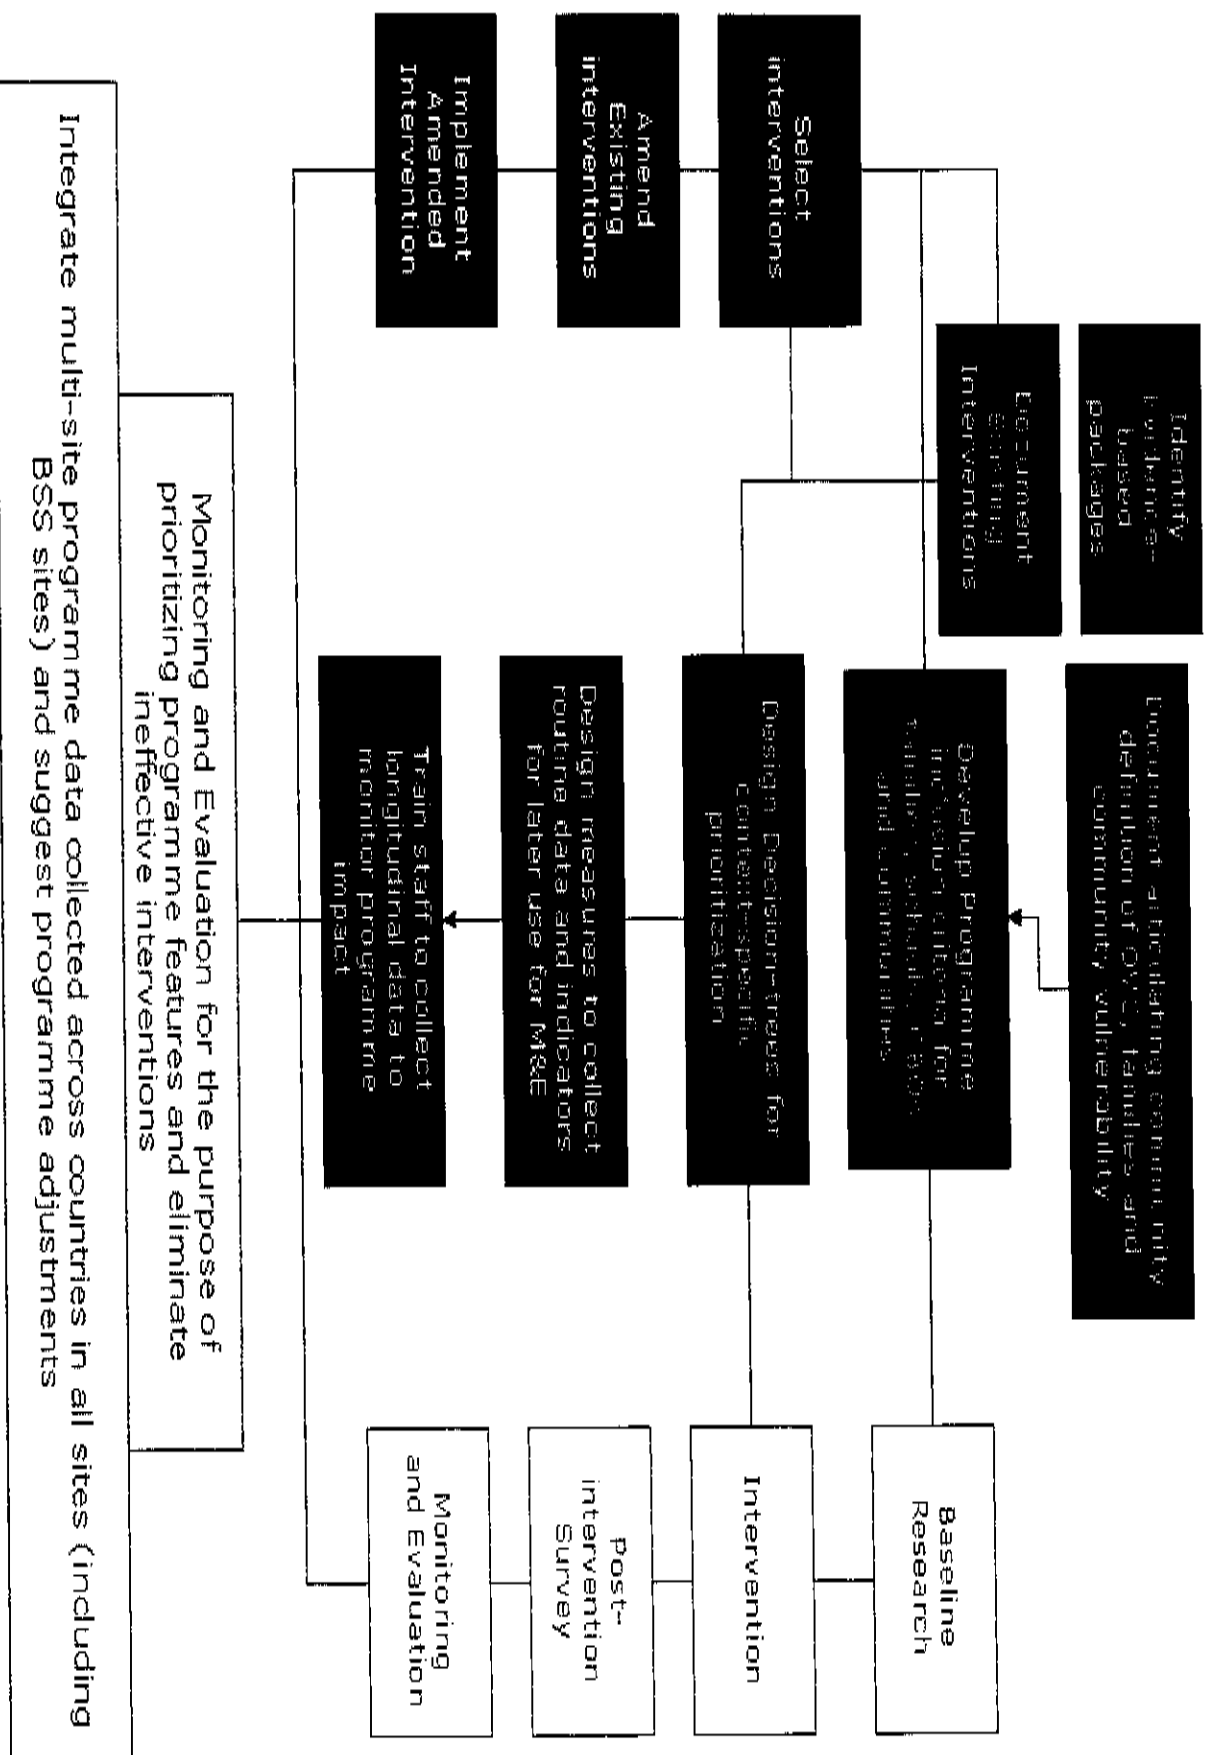 Identify
Evidence-
based
packages
Document
Existing
Interventions
Select
interventions
Amend
Existing
interventions
Implement
Amended
Intervention
Document articulating community
definition of OVC, families and
community vulnerability
Develop Programme
inclusion criteria for
families, schools, CBOs
and communities
Design Decision-trees for
context-specific
prioritization
Design measures to collect
routine data and indicators
for later use for M&E
Train staff to collect
longitudinal data to
monitor programme
impact
Baseline
Research
Intervention
Post-
intervention
Survey
Monitoring
and Evaluation
Monitoring and Evaluation for the purpose of
prioritizing programme features and eliminate
ineffective interventions
Integrate multi-site programme data collected across countries in all sites (including
BSS sites) and suggest programme adjustments